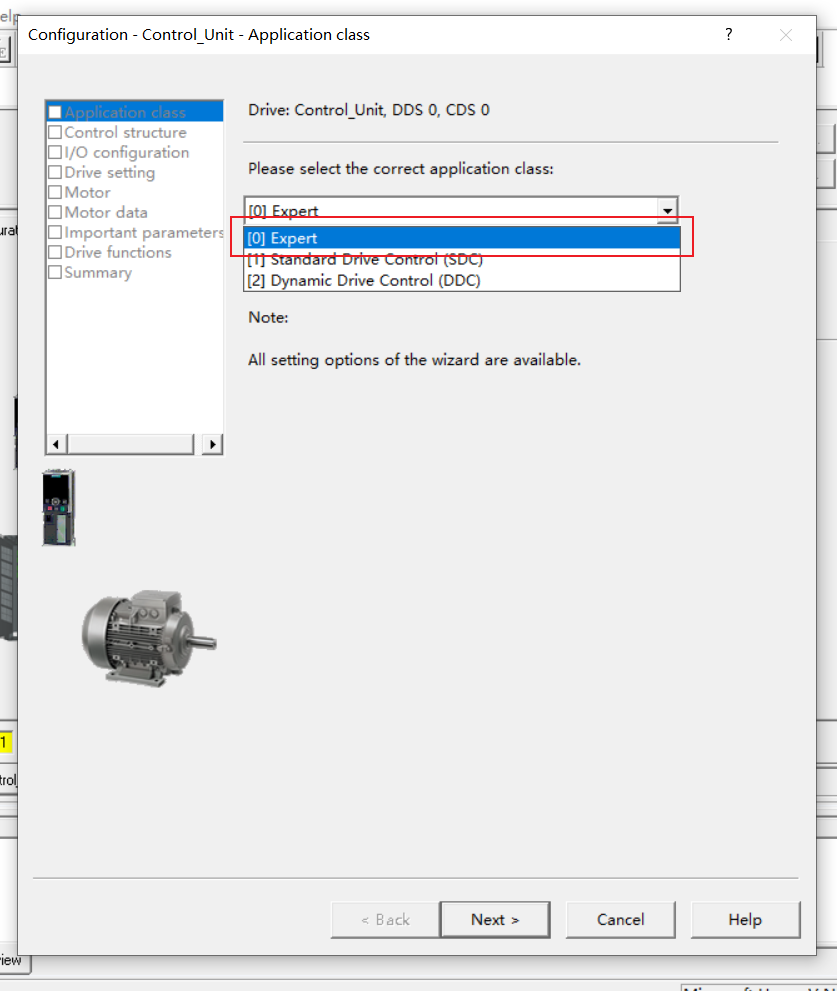 Configuration - Control_Unit - Application class
?
Application class
Control structure
I/O configuration
Drive setting
Motor
Motor data
Important parameters
Drive functions
Summary
Drive: Control_Unit, DDS 0, CDS 0
Please select the correct application class:
[0] Expert
[0] Expert
[1] Standard Drive Control (SDC)
[2] Dynamic Drive Control (DDC)
Note:
All setting options of the wizard are available.
1
< Back
Next >
Cancel
Help